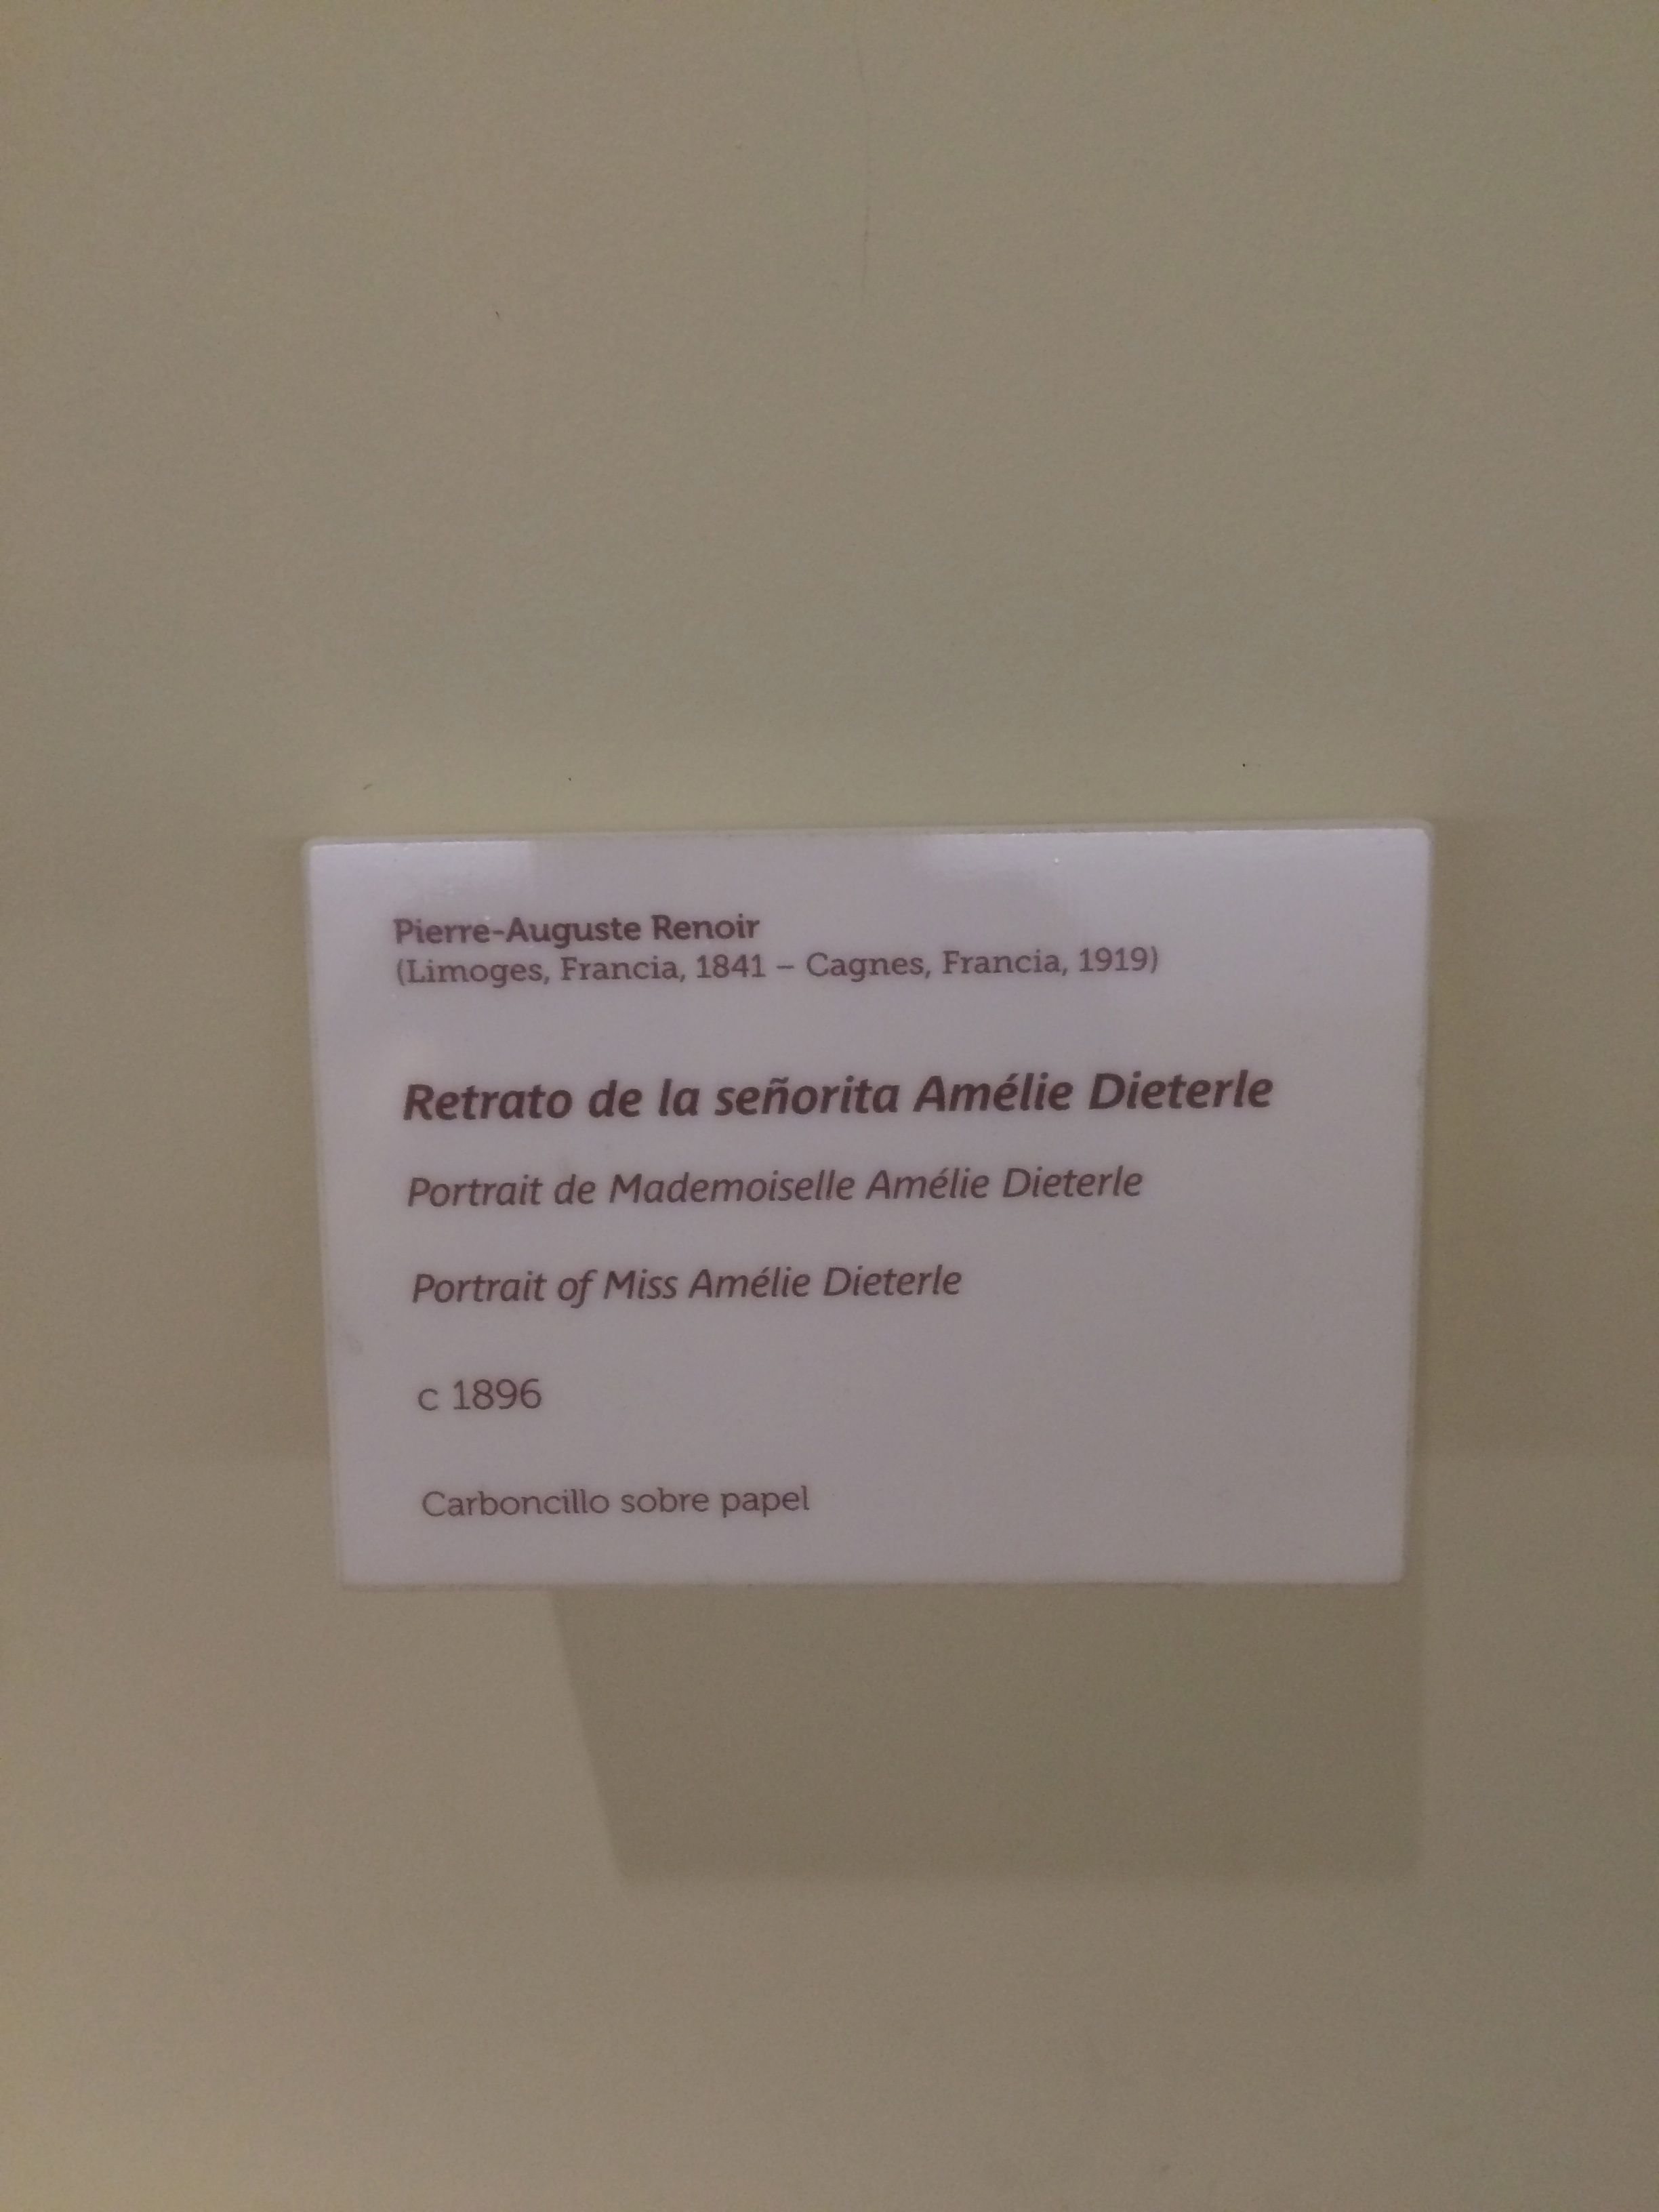 Pierre-Auguste Renoir
(Limoges, Francia, 1841 – Cagnes, Francia, 1919)
Retrato de la señorita Amélie Dieterle
Portrait de Mademoiselle Amélie Dieterle
Portrait of Miss Amélie Dieterle
c 1896
Carboncillo sobre papel